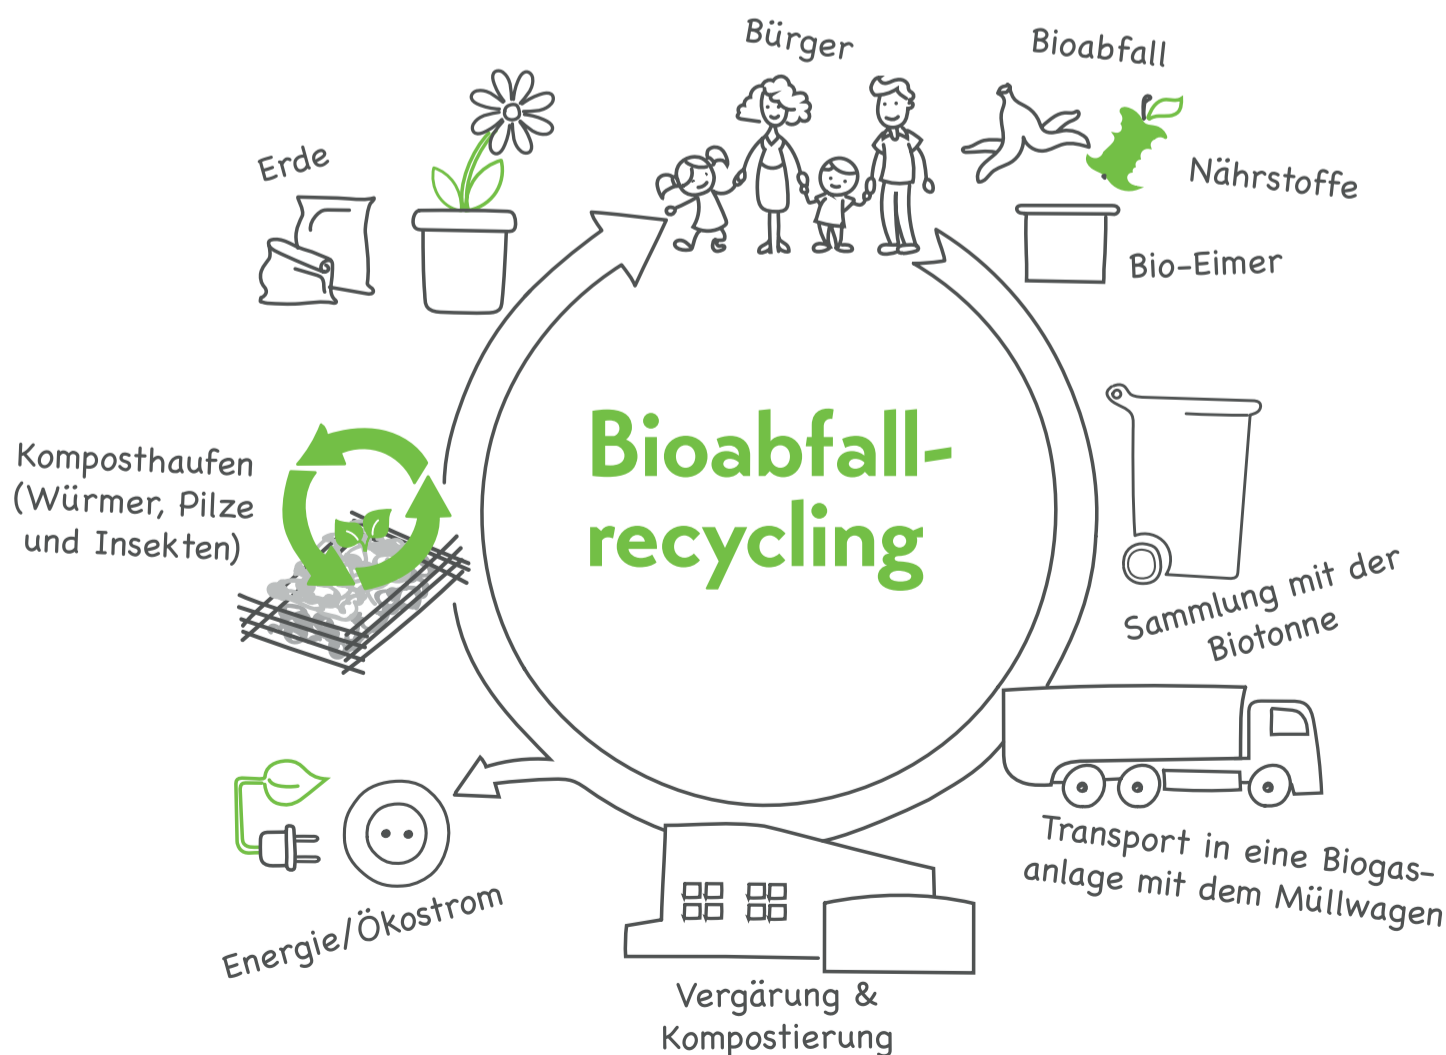 Bürger
Bioabfall
Nährstoffe
Bio-Eimer
Sammlung mit der
Biotonne
Transport in eine Biogas-
anlage mit dem Müllwagen
Vergärung &
Kompostierung
Energie/Ökostrom
Komposthaufen
(Würmer, Pilze
und Insekten)
Erde
Bioabfall-
recycling